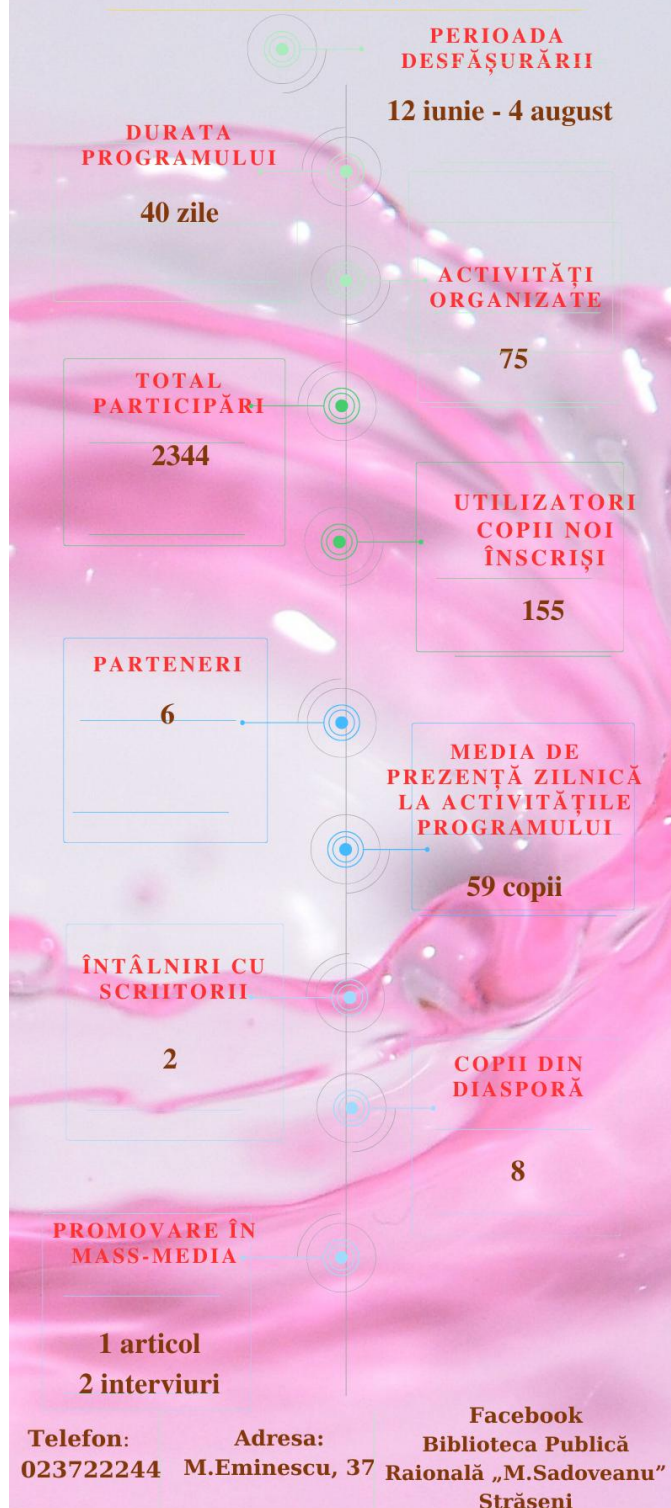 PERIOADA
DESFĂȘURĂRII
12 iunie - 4 august
DURATA
PROGRAMULUI
40 zile
ACTIVITĂȚI
ORGANIZATE
75
TOTAL
PARTICIPĂRI
2344
UTILIZATORI
COPII NOI
ÎNSCRIȘI
155
PARTENERI
6
MEDIA DE
PREZENȚĂ ZILNICĂ
LA ACTIVITĂȚILE
PROGRAMULUI
59 copii
ÎNTÂLNIRI CU
SCRIITORII
2
COPII DIN
DIASPORĂ
8
PROMOVARE ÎN
MASS-MEDIA
1 articol
2 interviuri
Telefon:
023722244
Adresa:
M.Eminescu, 37
Facebook
Biblioteca Publică
Raională „M.Sadoveanu”
Strășeni